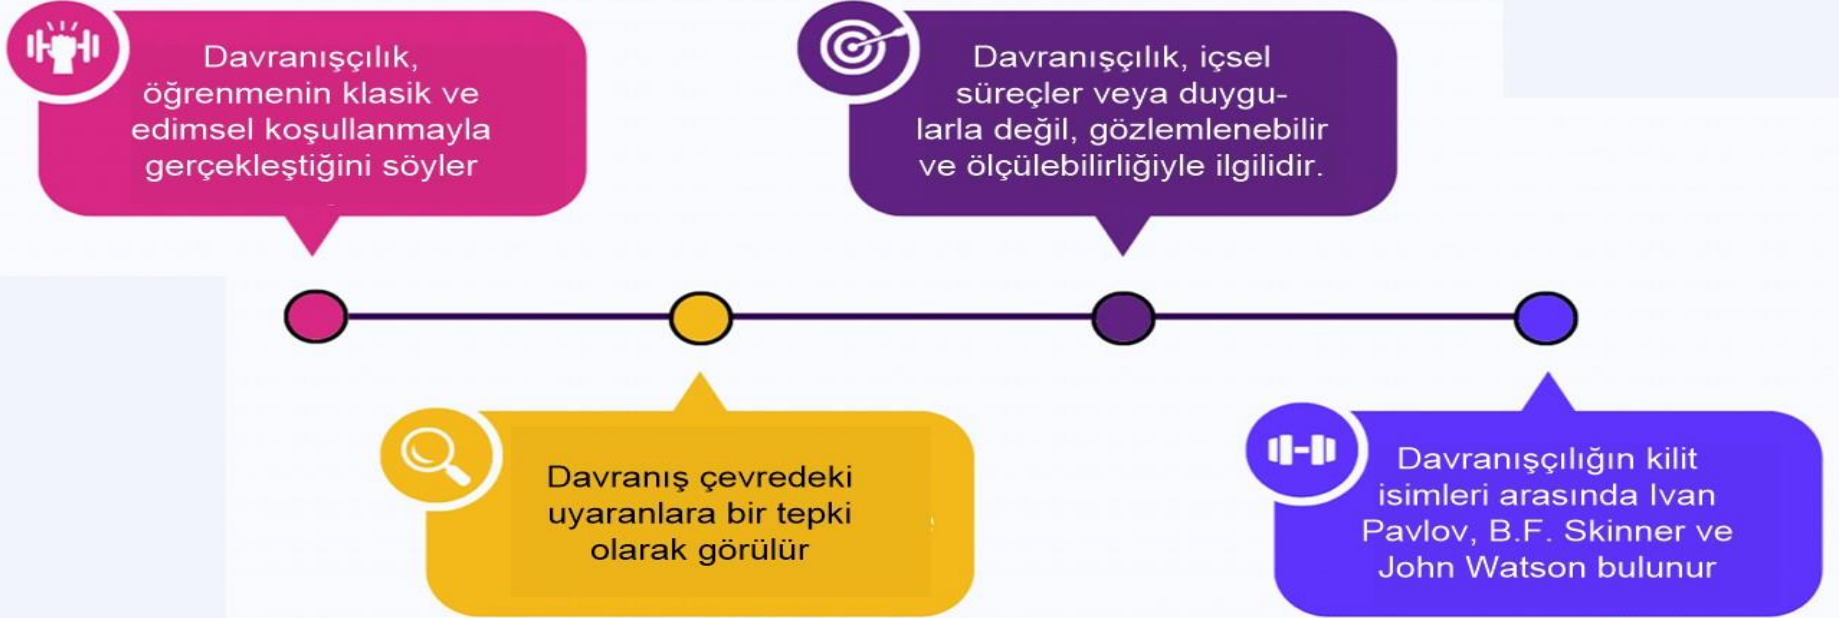 Davranışçılık,
öğrenmenin klasik ve
edimsel koşullanmayla
gerçekleştiğini söyler
Davranış çevredeki
uyaranlara bir tepki
olarak görülür
Davranışçılık, içsel
süreçler veya duygu-
larla değil, gözlemlenebilir
ve ölçülebilirliğiyle ilgilidir.
Davranışçılığın kilit
isimleri arasında Ivan
Pavlov, B.F. Skinner ve
John Watson bulunur